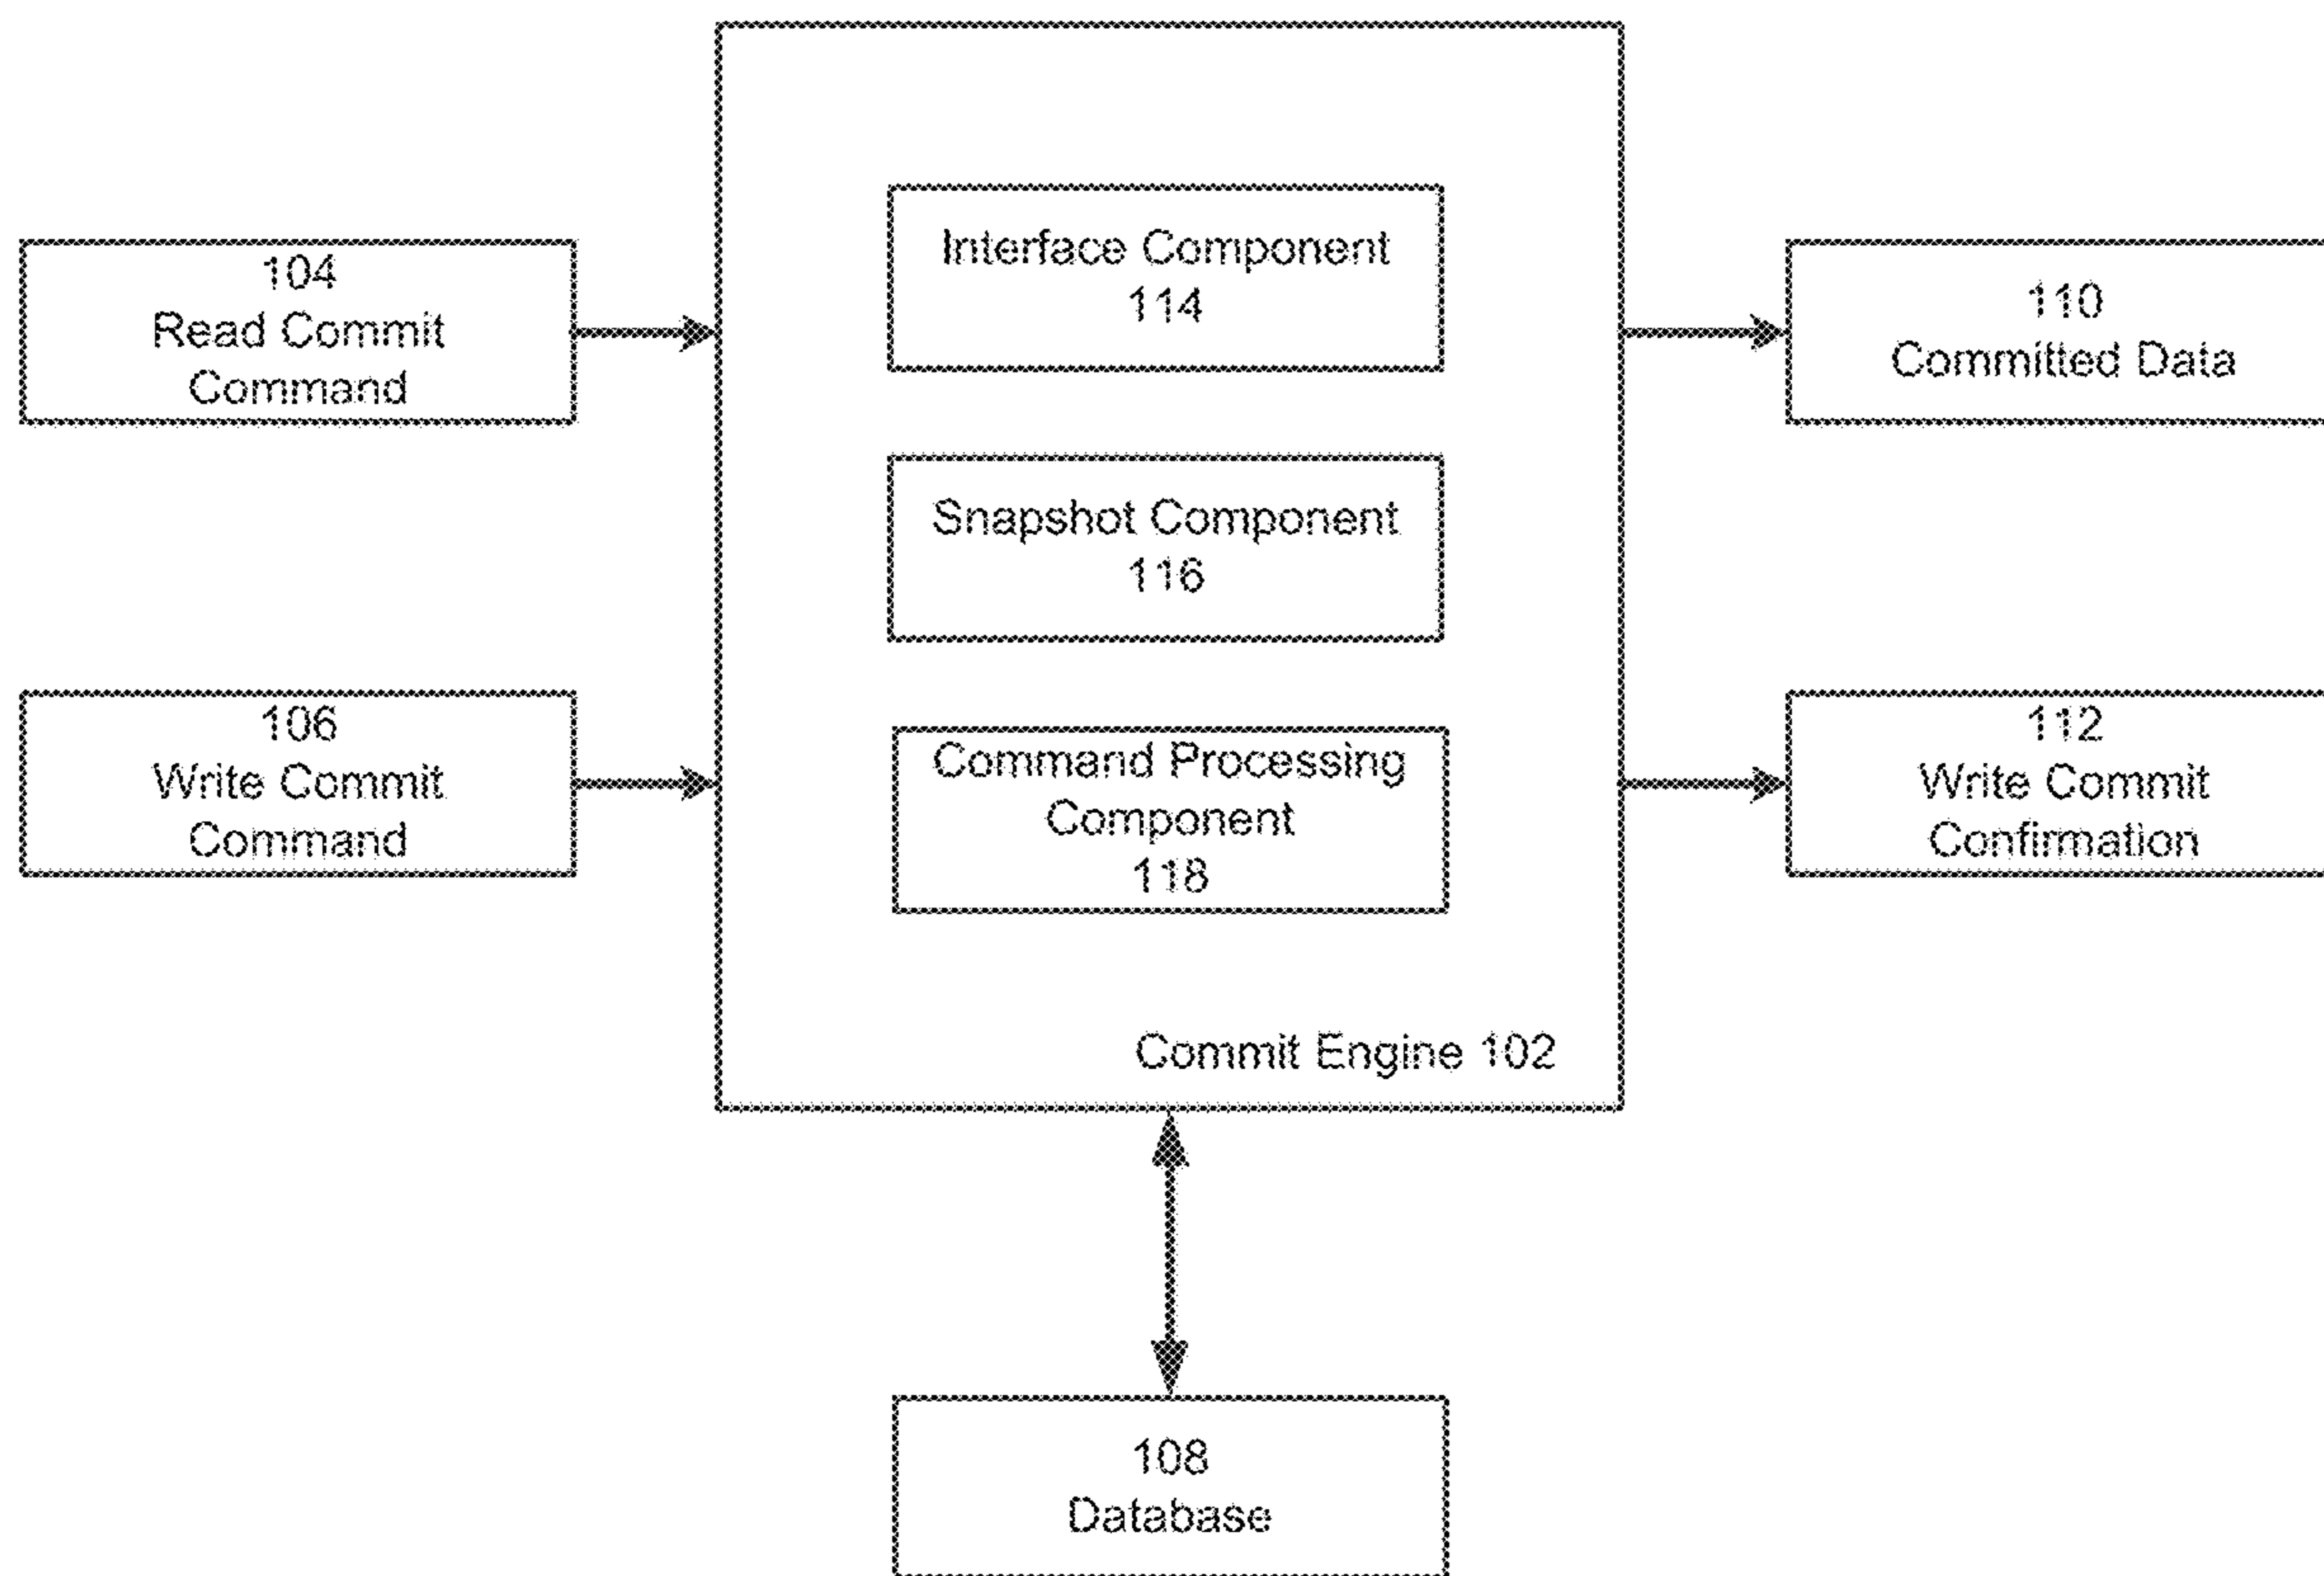 104
Read Commit
Command
106
Write Commit
Command
Interface Component
114
Snapshot Component
116
Command Processing
Component
118
Commit Engine 102
110
Committed Data
112
Write Commit
Confirmation
108
Database